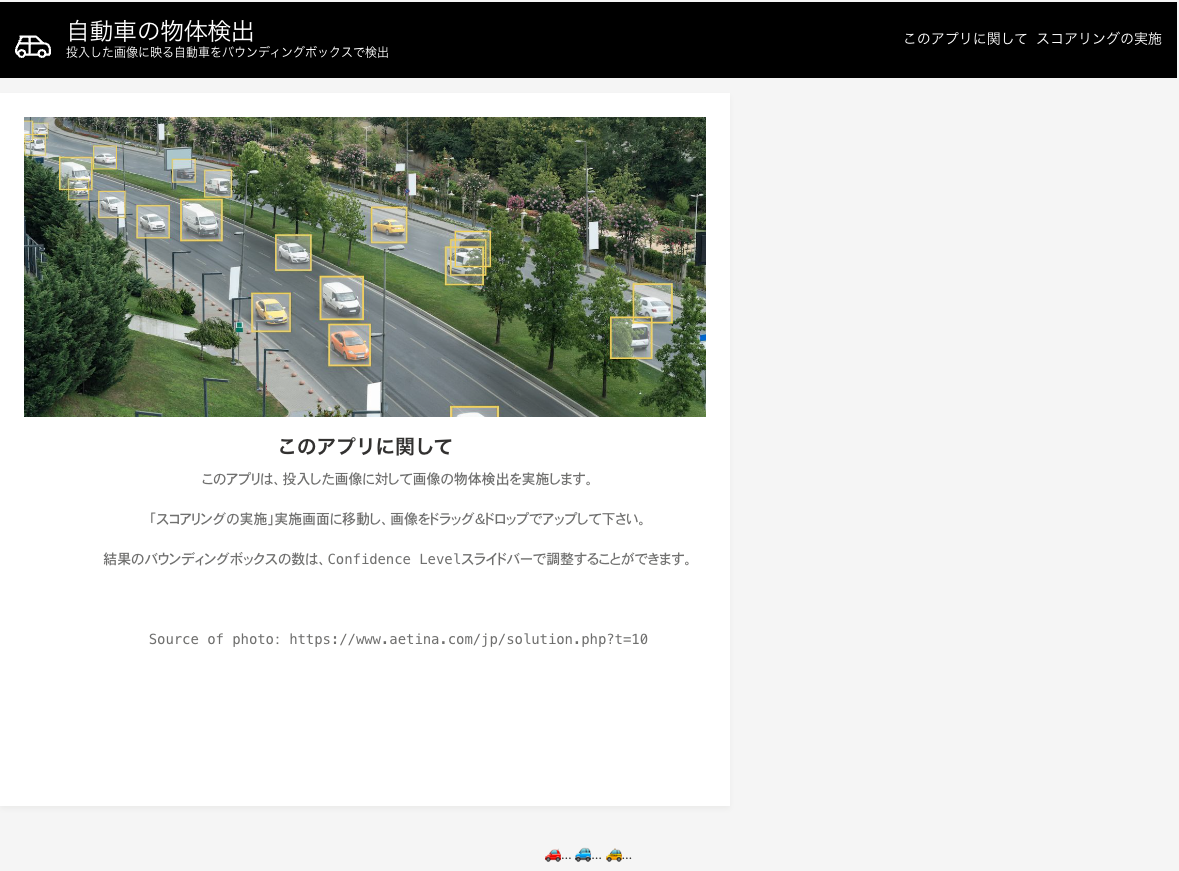 自動車の物体検出
投入した画像に映る自動車をバウンディングボックスで検出
このアプリに関して スコアリングの実施
このアプリに関して
このアプリは、投入した画像に対して画像の物体検出を実施します。
「スコアリングの実施」実施画面に移動し、画像をドラッグ&ドロップでアップして下さい。
結果のバウンディングボックスの数は、Confidence Levelスライドバーで調整することができます。
Source of photo: https://www.aetina.com/jp/solution.php?t=10
🚗... 🚙... 🚕...